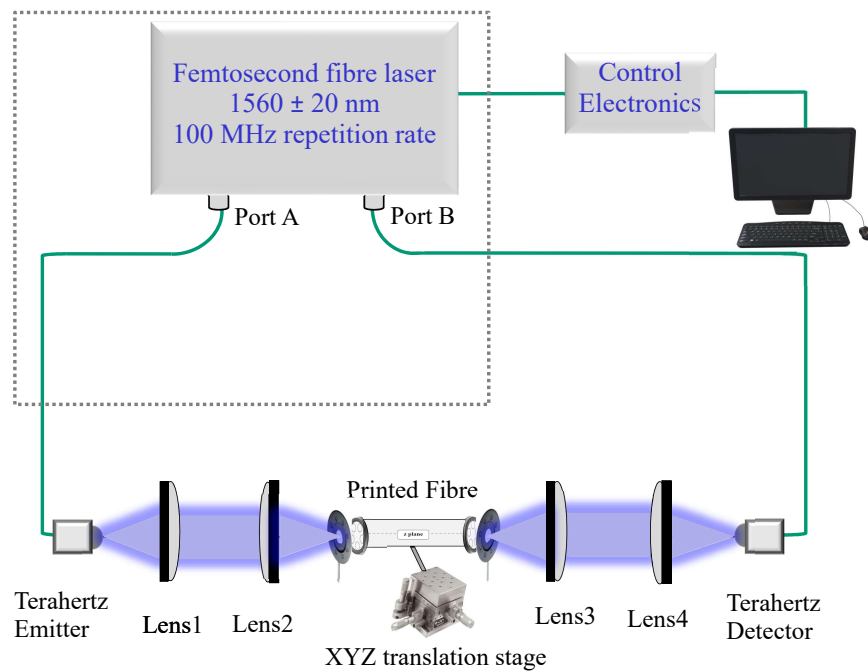 Femtosecond fibre laser
1560 ± 20 nm
100 MHz repetition rate
Control
Electronics
Port A
Port B
Printed Fibre
z plane
Terahertz
Emitter
Lens1
Lens2
Lens3
Lens4
Terahertz
Detector
XYZ translation stage